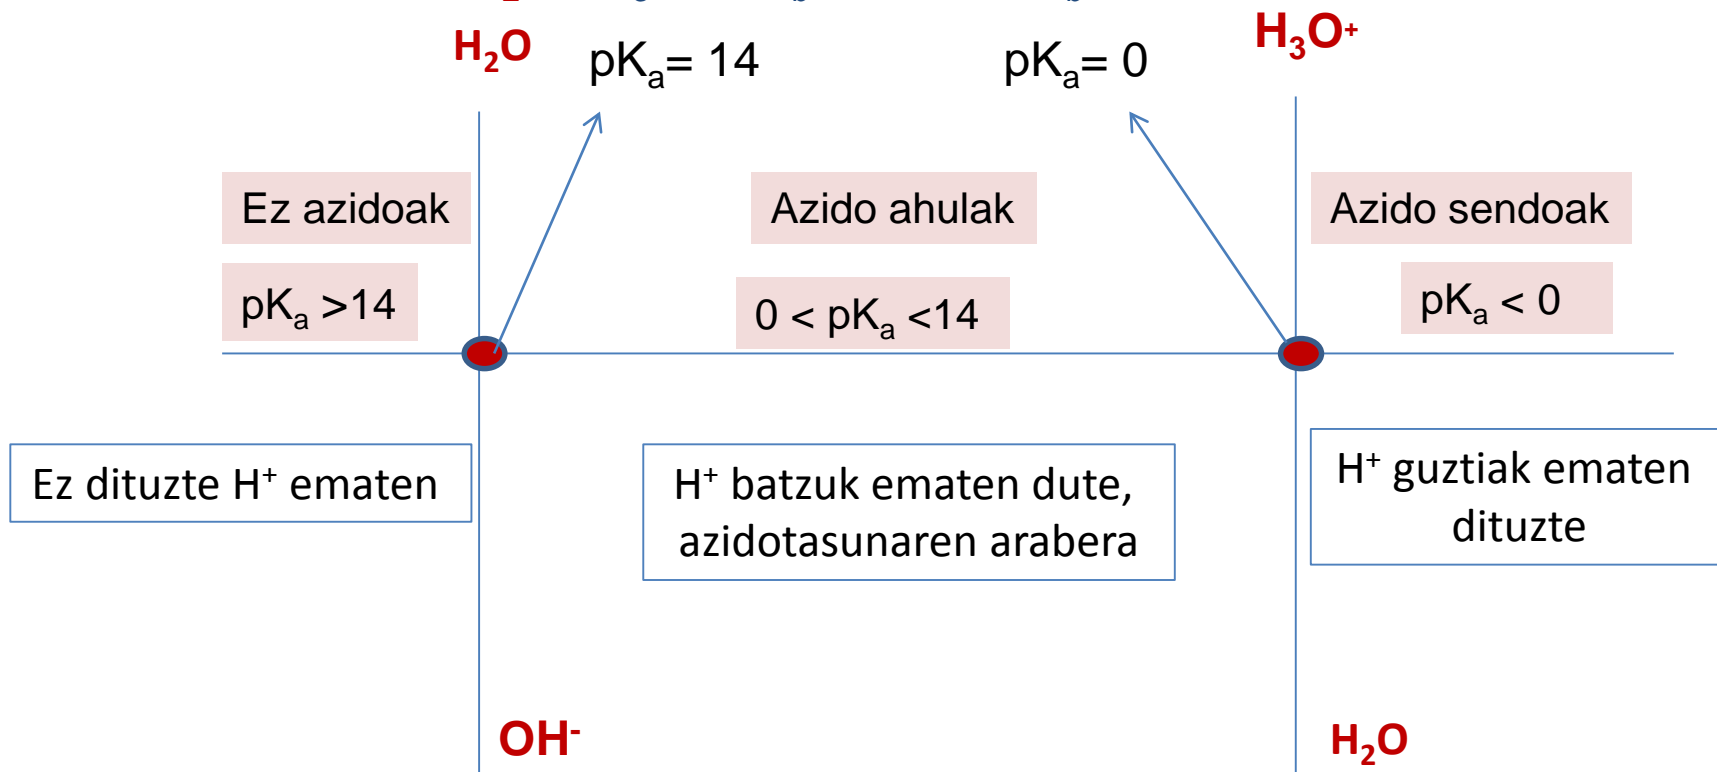 H₂O
pKₐ= 14
pKₐ= 0
H₃O⁺
Ez azidoak
Azido ahulak
Azido sendoak
pKₐ >14
0 < pKₐ <14
pKₐ < 0
Ez dituzte H⁺ ematen
H⁺ batzuk ematen dute,
azidotasunaren arabera
H⁺ guztiak ematen
dituzte
OH⁻
H₂O